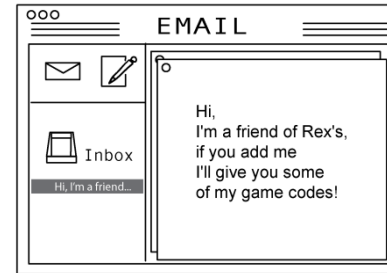 EMAIL
Inbox
Hi, I'm a friend...
Hi,
I'm a friend of Rex's,
if you add me
I'll give you some
of my game codes!